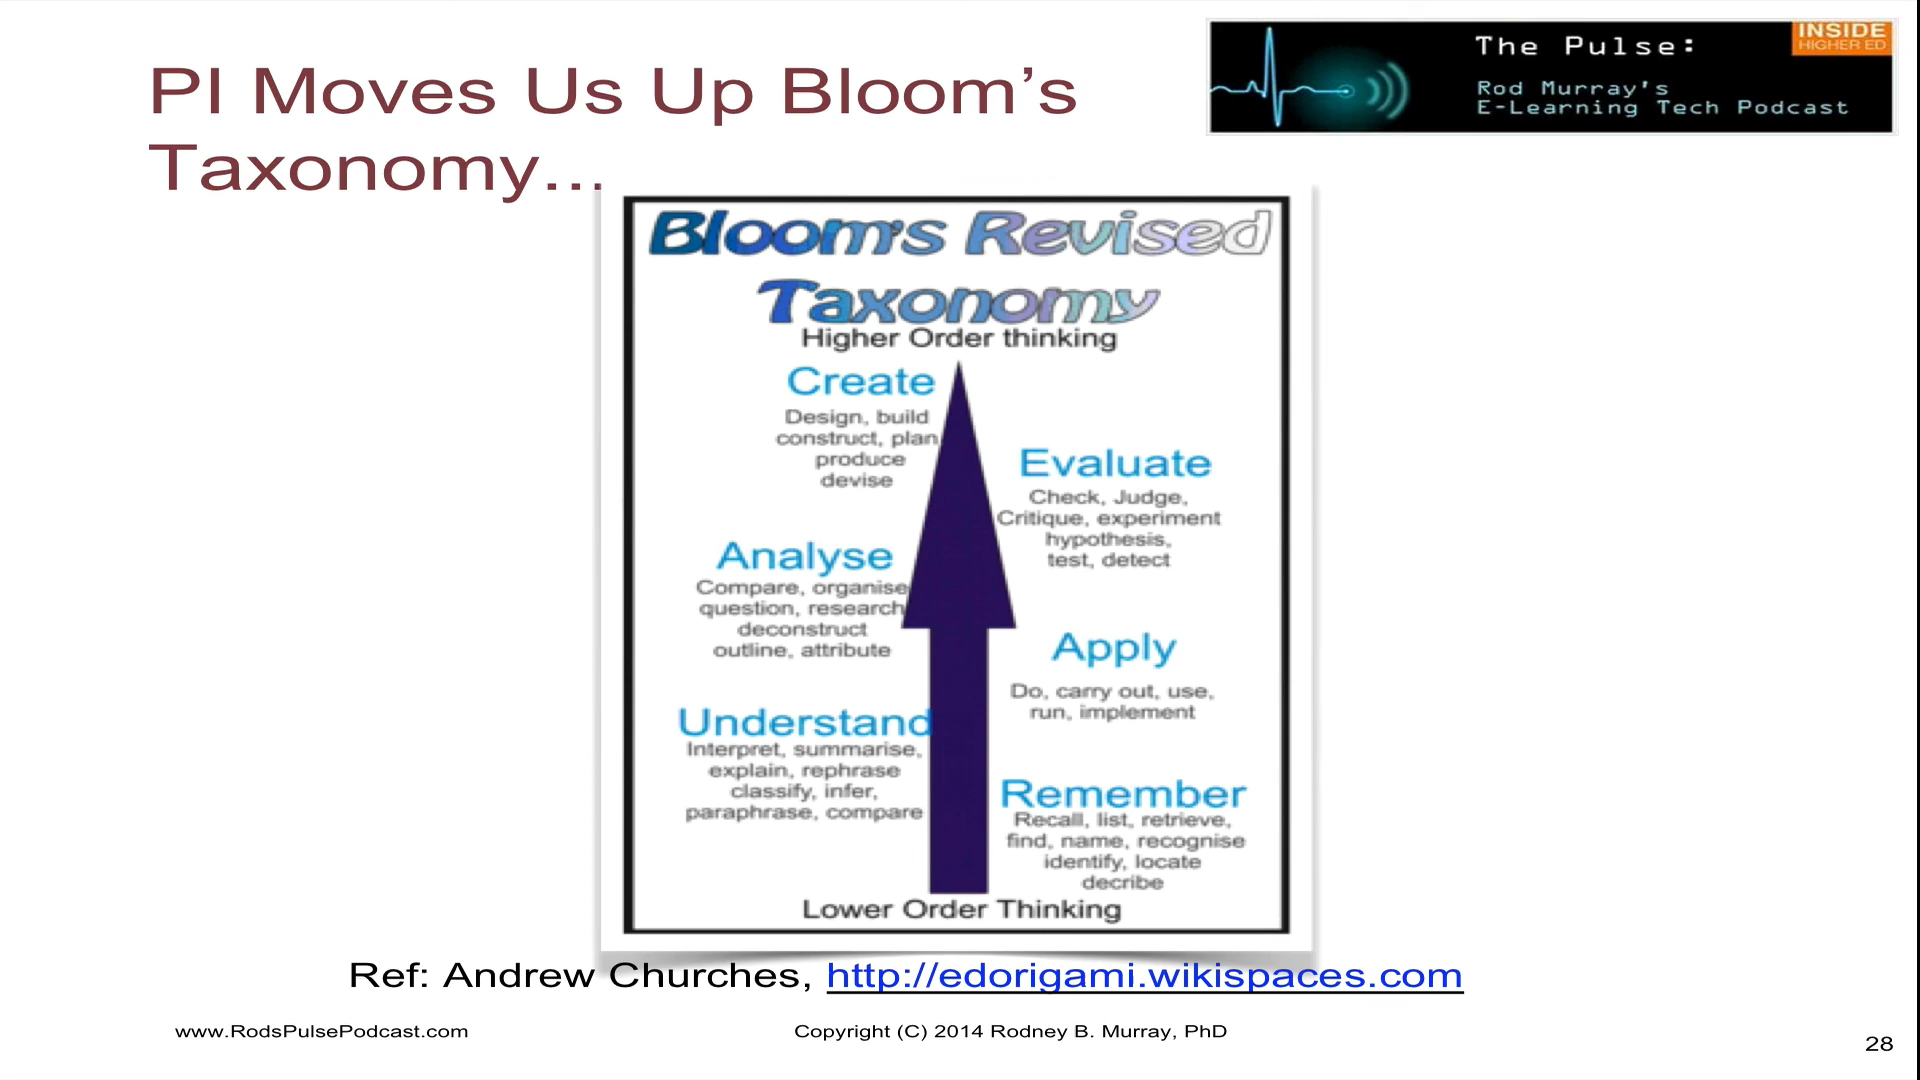 PI Moves Us Up Bloom’s
Taxonomy...
The Pulse:
INSIDE
HIGHER ED
Rod Murray's
E-Learning Tech Podcast
Bloom's Revised
Taxonomy
Higher Order thinking
Create
Design, build
construct, plan
produce
devise
Evaluate
Check, Judge,
Critique, experiment
hypothesis,
test, detect
Analyse
Compare, organise
question, research
deconstruct
outline, attribute
Apply
Do, carry out, use,
run, implement
Understand
Interpret, summarise,
explain, rephrase
classify, infer,
paraphrase, compare
Remember
Recall, list, retrieve,
find, name, recognise
identify, locate
decribe
Lower Order Thinking
Ref: Andrew Churches, http://edorigami.wikispaces.com
www.RodsPulsePodcast.com
Copyright (C) 2014 Rodney B. Murray, PhD
28